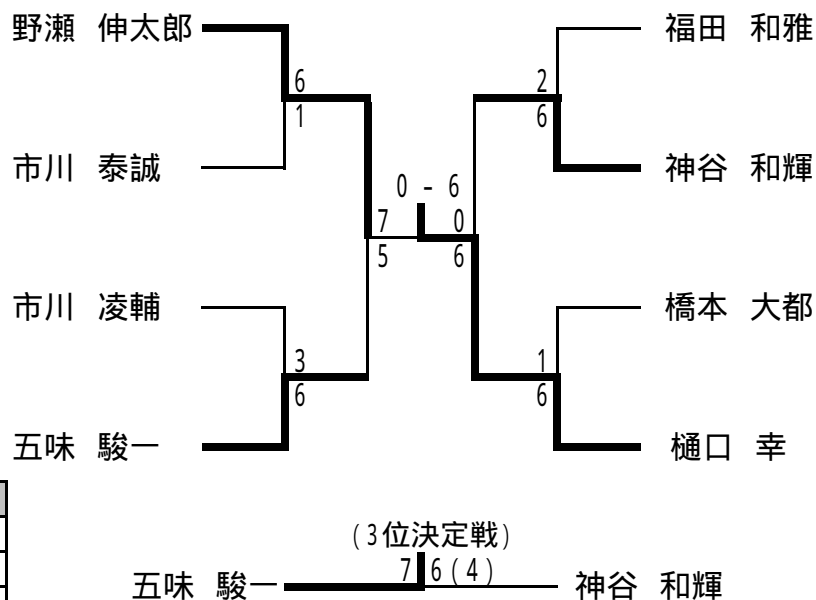 野瀬 伸太郎 福田 和雅
6 2
1 6
市川 泰誠 神谷 和輝
0 - 6
7 0
5 6
市川 凌輔 橋本 大都
3 1
6 6
五味 駿一 樋口 幸
(3位決定戦)
7 6(4)
五味 駿一 神谷 和輝